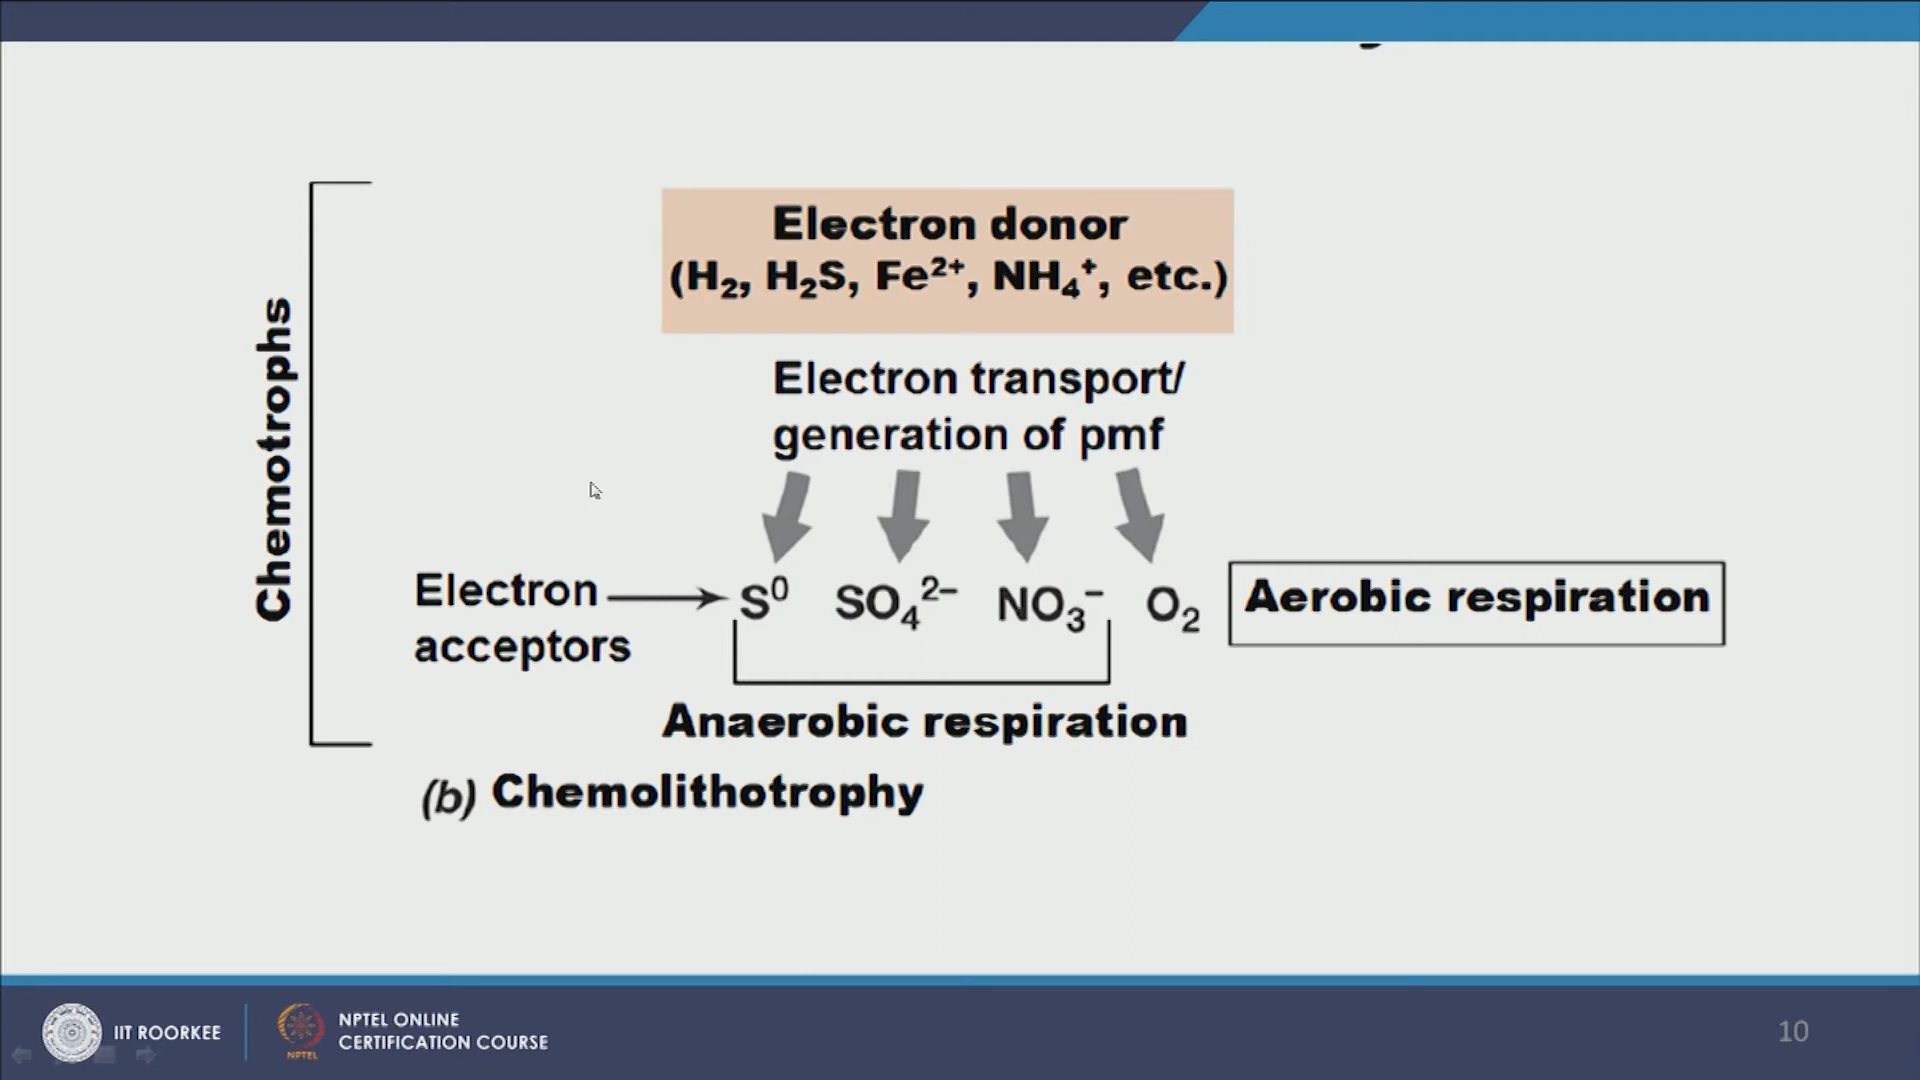 Chemotrophs
Electron donor
(H₂, H₂S, Fe²⁺, NH₄⁺, etc.)
Electron transport/
generation of pmf
Electron
acceptors
S⁰ SO₄²⁻ NO₃⁻ O₂
Aerobic respiration
Anaerobic respiration
(b) Chemolithotrophy
IIT ROORKEE
NPTEL
NPTEL ONLINE
CERTIFICATION COURSE
10